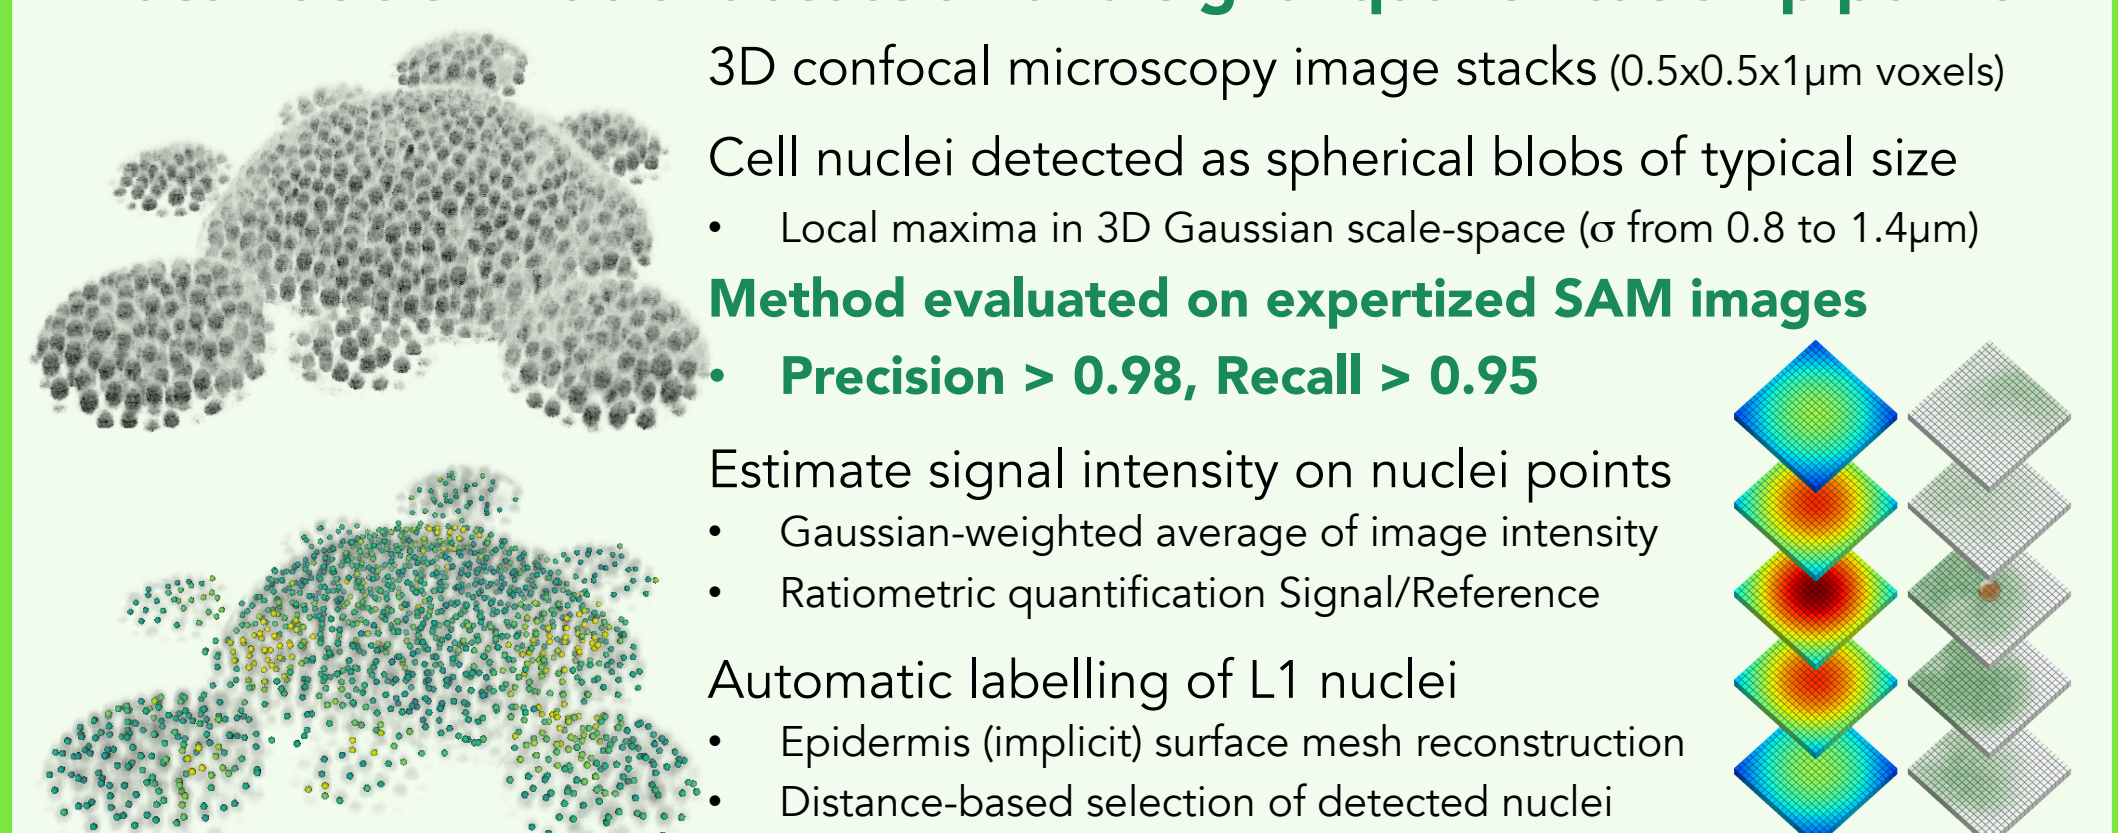 3D confocal microscopy image stacks (0.5x0.5x1µm voxels)
Cell nuclei detected as spherical blobs of typical size
• Local maxima in 3D Gaussian scale-space (σ from 0.8 to 1.4µm)
Method evaluated on expertized SAM images
• Precision > 0.98, Recall > 0.95
Estimate signal intensity on nuclei points
• Gaussian-weighted average of image intensity
• Ratiometric quantification Signal/Reference
Automatic labelling of L1 nuclei
• Epidermis (implicit) surface mesh reconstruction
• Distance-based selection of detected nuclei